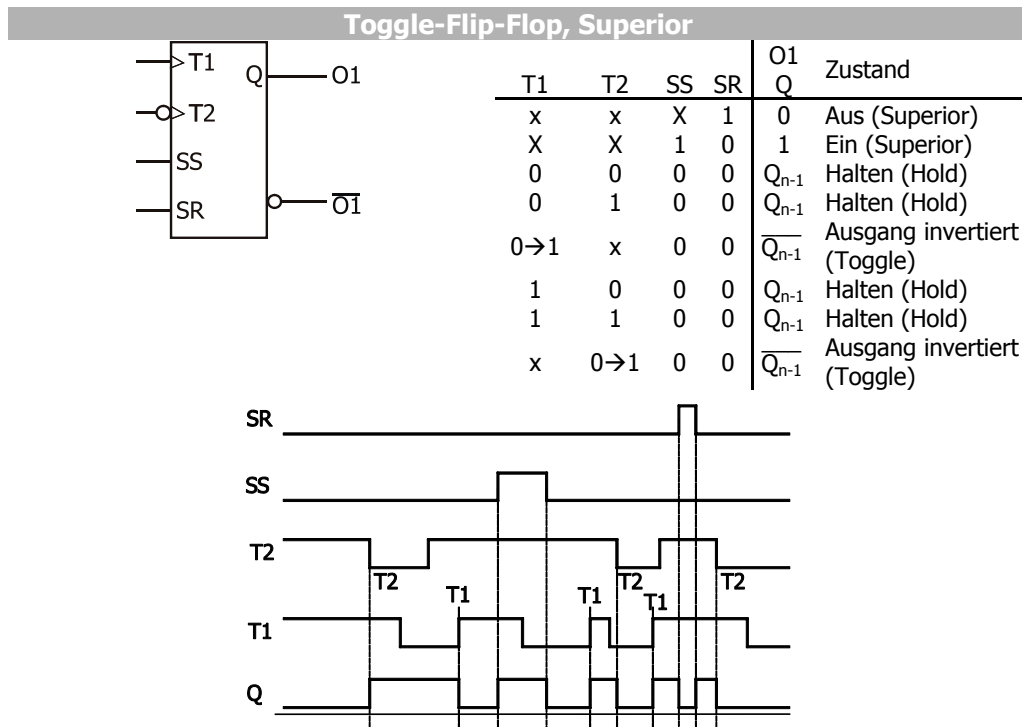 Toggle-Flip-Flop, Superior
T1 Q O1
T2
SS
SR O1
O1
T1 T2 SS SR Q Zustand
x x X 1 0 Aus (Superior)
X X 1 0 1 Ein (Superior)
0 0 0 0 Qn-1 Halten (Hold)
0 1 0 0 Qn-1 Halten (Hold)
0→1 x 0 0 Qn-1 Ausgang invertiert
(Toggle)
1 0 0 0 Qn-1 Halten (Hold)
1 1 0 0 Qn-1 Halten (Hold)
x 0→1 0 0 Qn-1 Ausgang invertiert
(Toggle)
SR
SS
T2
T2 T2 T2
T1 T1 T1
T1
Q